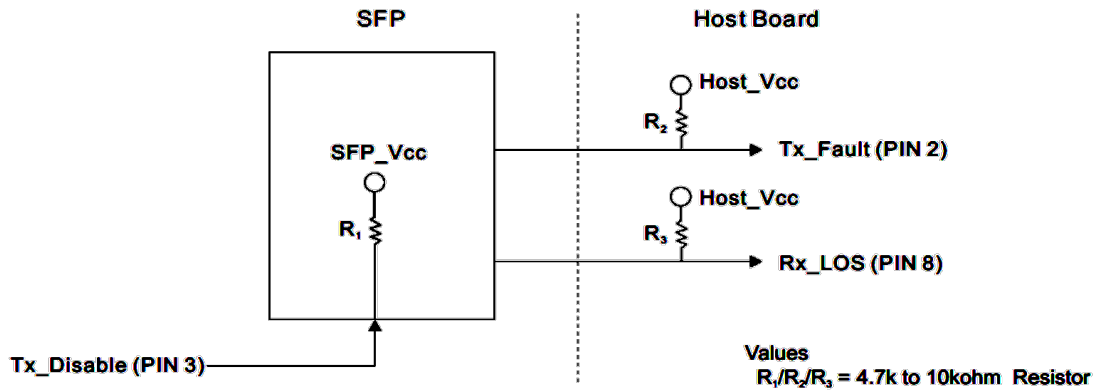 SFP
Host Board
Host_Vcc
R₂
Tx_Fault (PIN 2)
SFP_Vcc
R₁
Host_Vcc
R₃
Rx_LOS (PIN 8)
Tx_Disable (PIN 3)
Values
R₁/R₂/R₃ = 4.7k to 10kohm Resistor